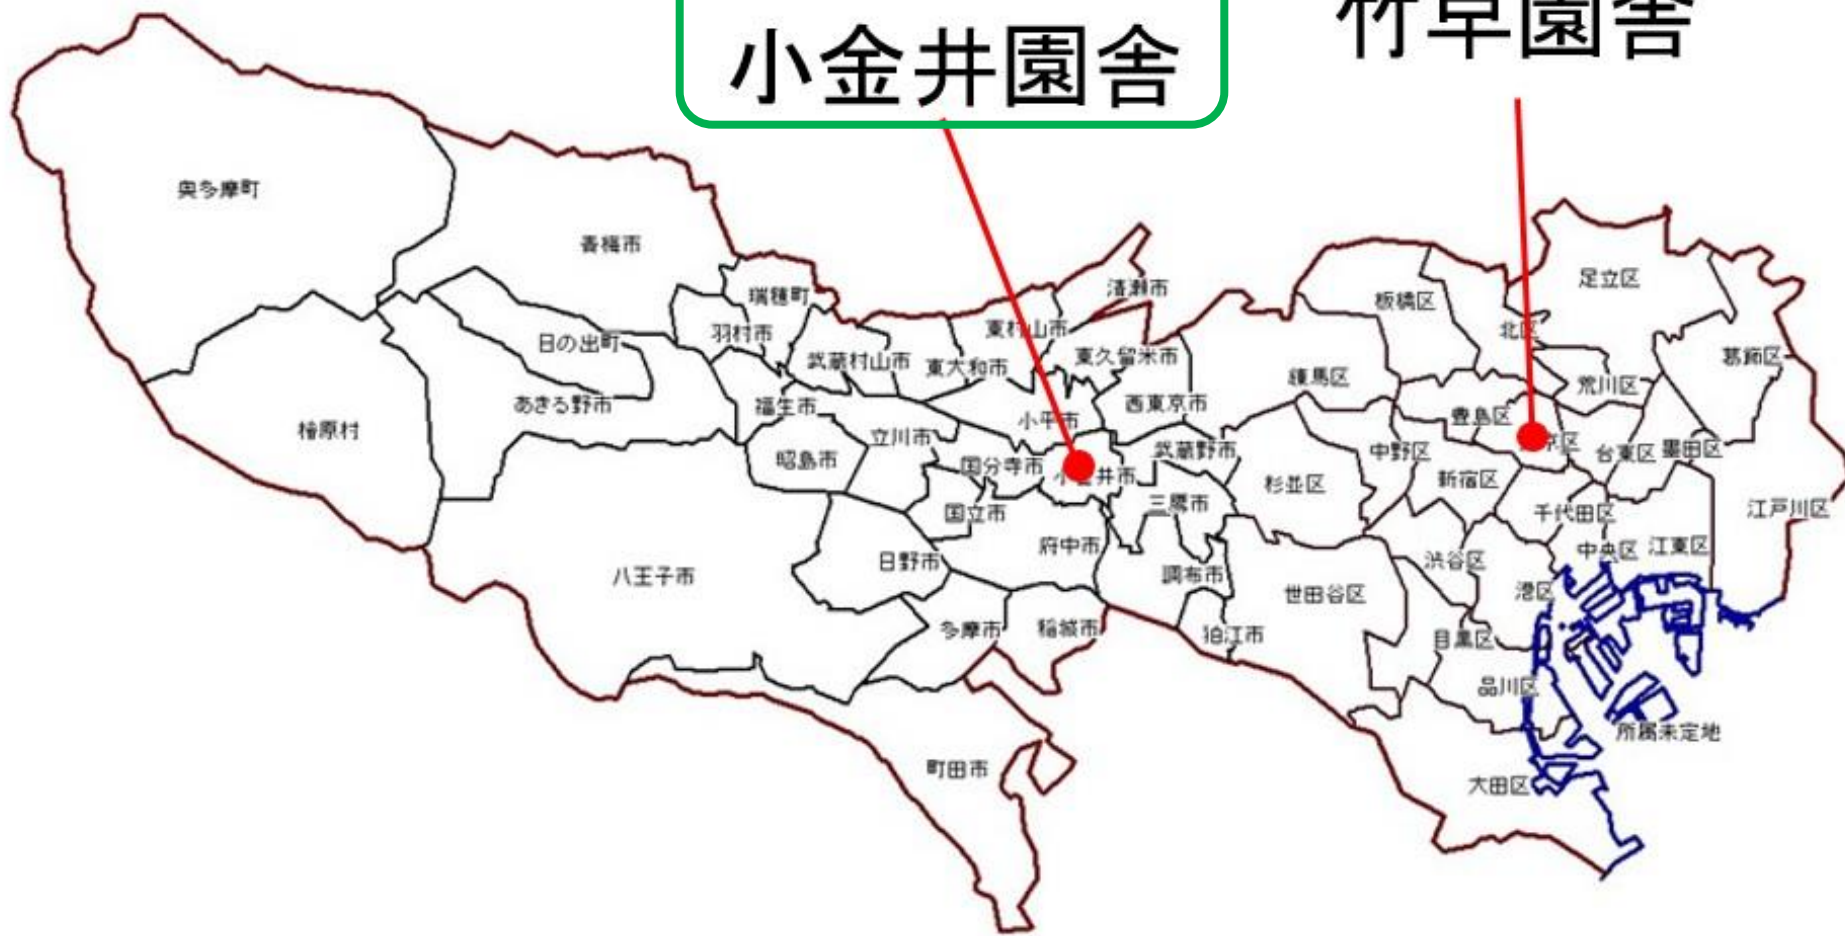 小金井園舎
竹早園舎
奥多摩町
青梅市
瑞穂町
羽村市
日の出町
あきる野市
檜原村
福生市
武蔵村山市
東大和市
東村山市
清瀬市
東久留米市
西東京市
小平市
立川市
昭島市
国分寺市
小金井市
武蔵野市
三鷹市
国立市
府中市
日野市
八王子市
調布市
多摩市
稲城市
狛江市
町田市
板橋区
北区
足立区
葛飾区
荒川区
練馬区
豊島区
京区
台東区
墨田区
中野区
新宿区
杉並区
千代田区
江戸川区
中央区
江東区
渋谷区
港区
世田谷区
目黒区
品川区
所属未定地
大田区